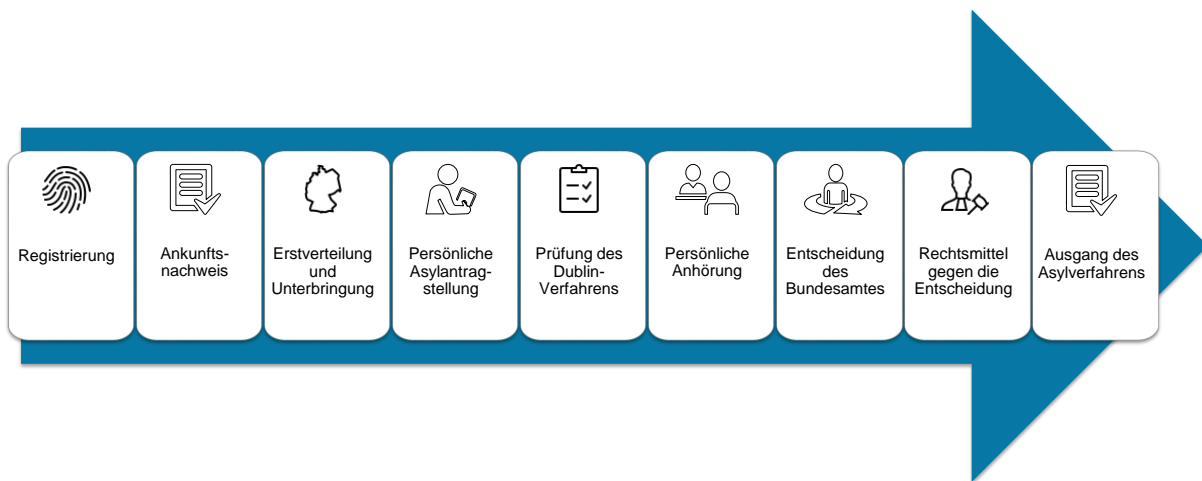 Registrierung
Ankunfts-
nachweis
Erstverteilung
und
Unterbringung
Persönliche
Asylantrag-
stellung
Prüfung des
Dublin-
Verfahrens
Persönliche
Anhörung
Entscheidung
des
Bundesamtes
Rechtsmittel
gegen die
Entscheidung
Ausgang des
Asylverfahrens